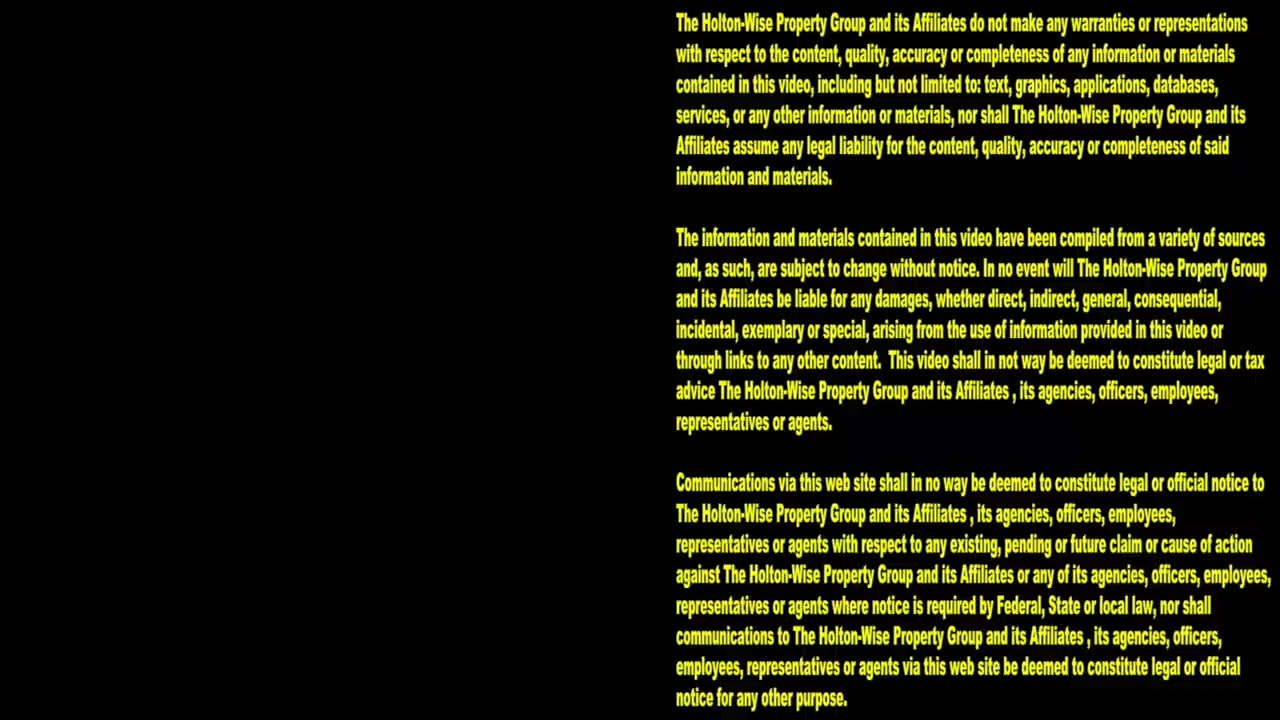 The Holton-Wise Property Group and its Affiliates do not make any warranties or representations
with respect to the content, quality, accuracy or completeness of any information or materials
contained in this video, including but not limited to: text, graphics, applications, databases,
services, or any other information or materials, nor shall The Holton-Wise Property Group and its
Affiliates assume any legal liability for the content, quality, accuracy or completeness of said
information and materials.
The information and materials contained in this video have been compiled from a variety of sources
and, as such, are subject to change without notice. In no event will The Holton-Wise Property Group
and its Affiliates be liable for any damages, whether direct, indirect, general, consequential,
incidental, exemplary or special, arising from the use of information provided in this video or
through links to any other content.  This video shall in not way be deemed to constitute legal or tax
advice The Holton-Wise Property Group and its Affiliates , its agencies, officers, employees,
representatives or agents.
Communications via this web site shall in no way be deemed to constitute legal or official notice to
The Holton-Wise Property Group and its Affiliates , its agencies, officers, employees,
representatives or agents with respect to any existing, pending or future claim or cause of action
against The Holton-Wise Property Group and its Affiliates or any of its agencies, officers, employees,
representatives or agents where notice is required by Federal, State or local law, nor shall
communications to The Holton-Wise Property Group and its Affiliates , its agencies, officers,
employees, representatives or agents via this web site be deemed to constitute legal or official
notice for any other purpose.